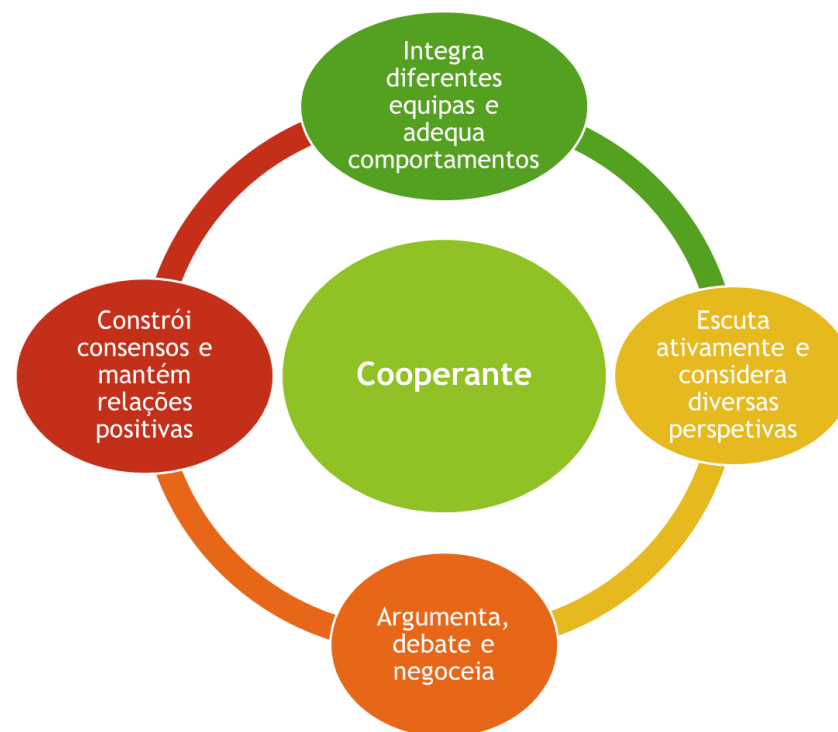 Integra
diferentes
equipas e
adequa
comportamentos
Constrói
consensos e
mantém
relações
positivas
Cooperante
Escuta
ativamente e
considera
diversas
perspetivas
Argumenta,
debate e
negoceia